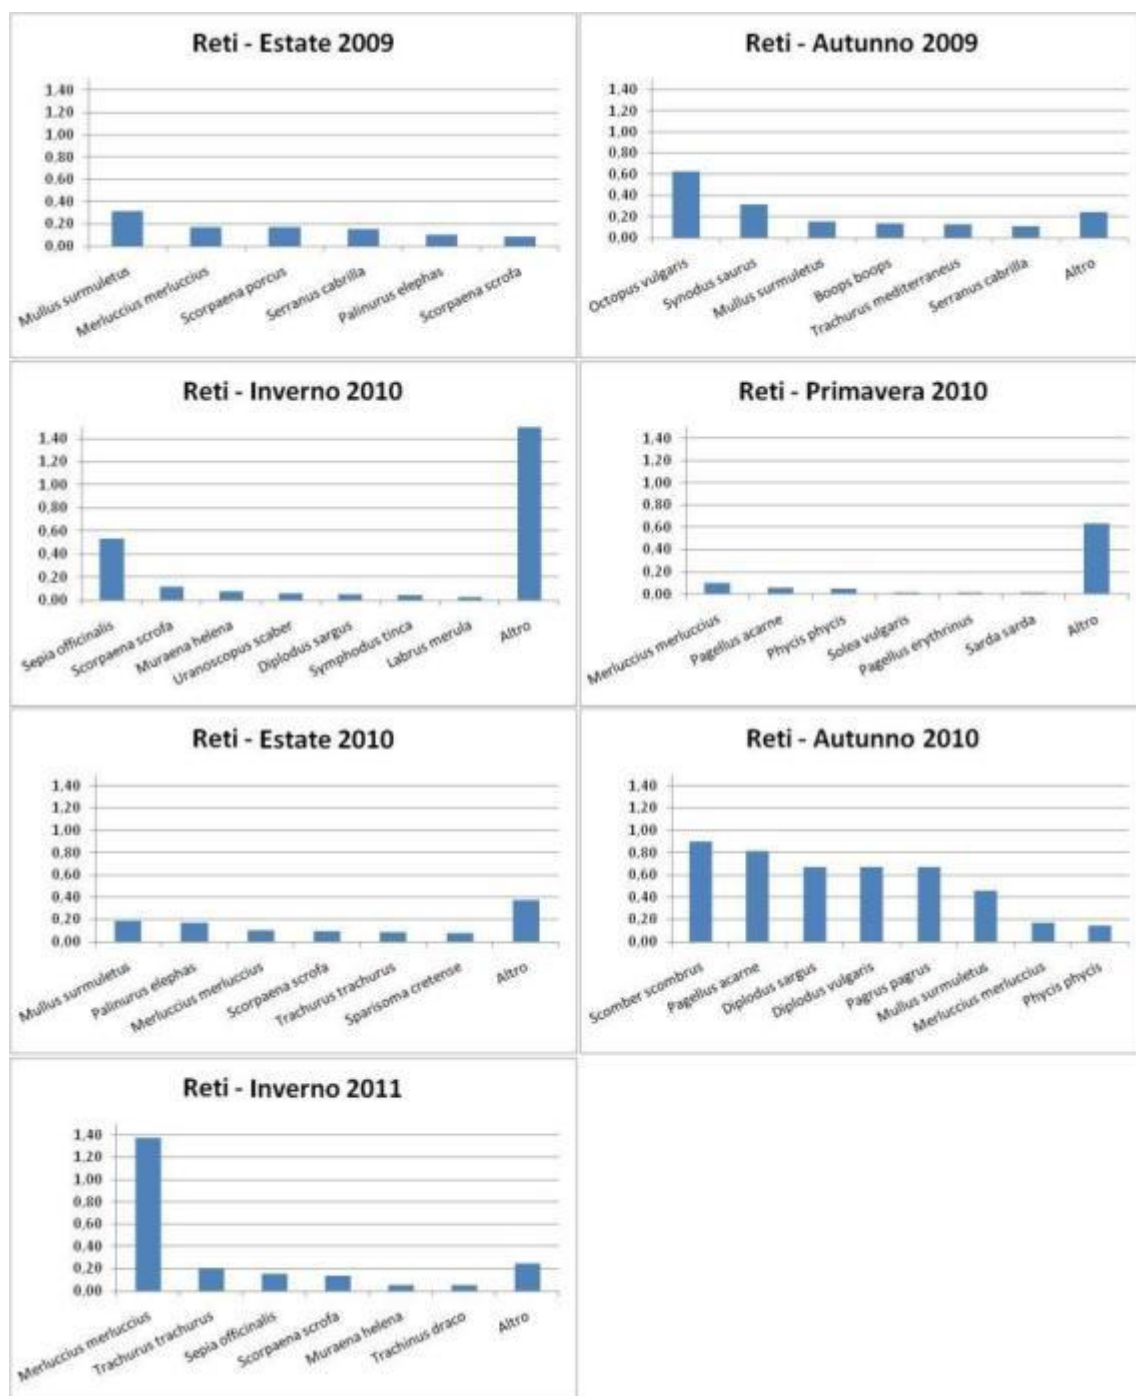 Reti - Estate 2009
1,40
1,20
1,00
0,80
0,60
0,40
0,20
0,00
Mullus surmuletus
Merluccius merluccius
Scorpaena porcus
Serranus cabrilla
Palinurus elephas
Scorpaena scrofa
Reti - Autunno 2009
1,40
1,20
1,00
0,80
0,60
0,40
0,20
0,00
Octopus vulgaris
Synodus saurus
Mullus surmuletus
Boops boops
Trachurus mediterraneus
Serranus cabrilla
Altro
Reti - Inverno 2010
1,40
1,20
1,00
0,80
0,60
0,40
0,20
0,00
Sepia officinalis
Scorpaena scrofa
Muraena helena
Uranoscopus scaber
Diplodus sargus
Symphodus tinca
Labrus merula
Altro
Reti - Primavera 2010
1,40
1,20
1,00
0,80
0,60
0,40
0,20
0,00
Merluccius merluccius
Pagellus acarne
Phycis phycis
Solea vulgaris
Pagellus erythrinus
Sarda sarda
Altro
Reti - Estate 2010
1,40
1,20
1,00
0,80
0,60
0,40
0,20
0,00
Mullus surmuletus
Palinurus elephas
Merluccius merluccius
Scorpaena scrofa
Trachurus trachurus
Sparisoma cretense
Altro
Reti - Autunno 2010
1,40
1,20
1,00
0,80
0,60
0,40
0,20
0,00
Scomber scombrus
Pagellus acarne
Diplodus sargus
Diplodus vulgaris
Pagrus pagrus
Mullus surmuletus
Merluccius merluccius
Phycis phycis
Reti - Inverno 2011
1,40
1,20
1,00
0,80
0,60
0,40
0,20
0,00
Merluccius merluccius
Trachurus trachurus
Sepia officinalis
Scorpaena scrofa
Muraena helena
Trachinus draco
Altro